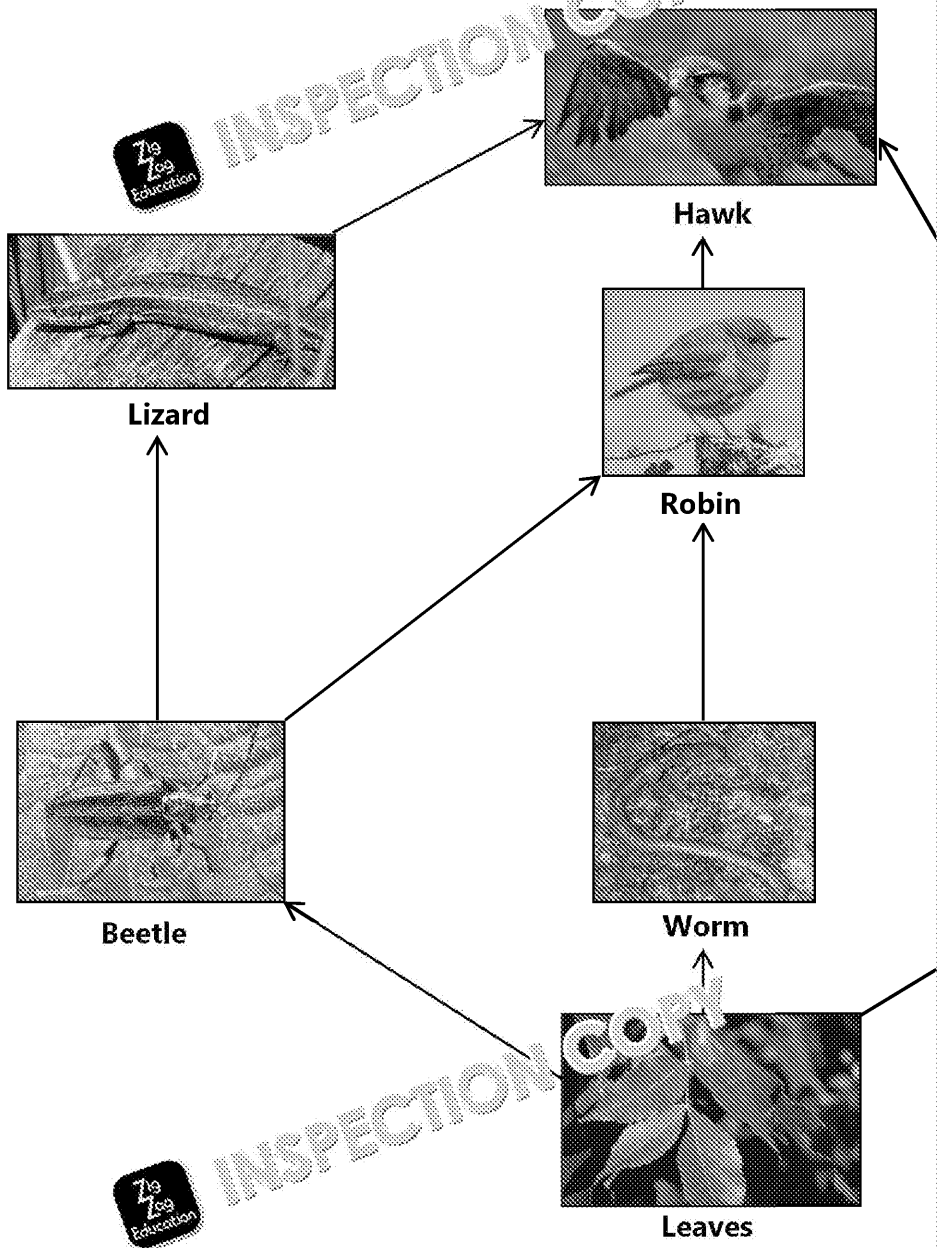 INSPECTION COPY
Zig
Zag
Education
Hawk
Lizard
Robin
Beetle
Worm
INSPECTION COPY
Zig
Zag
Education
Leaves